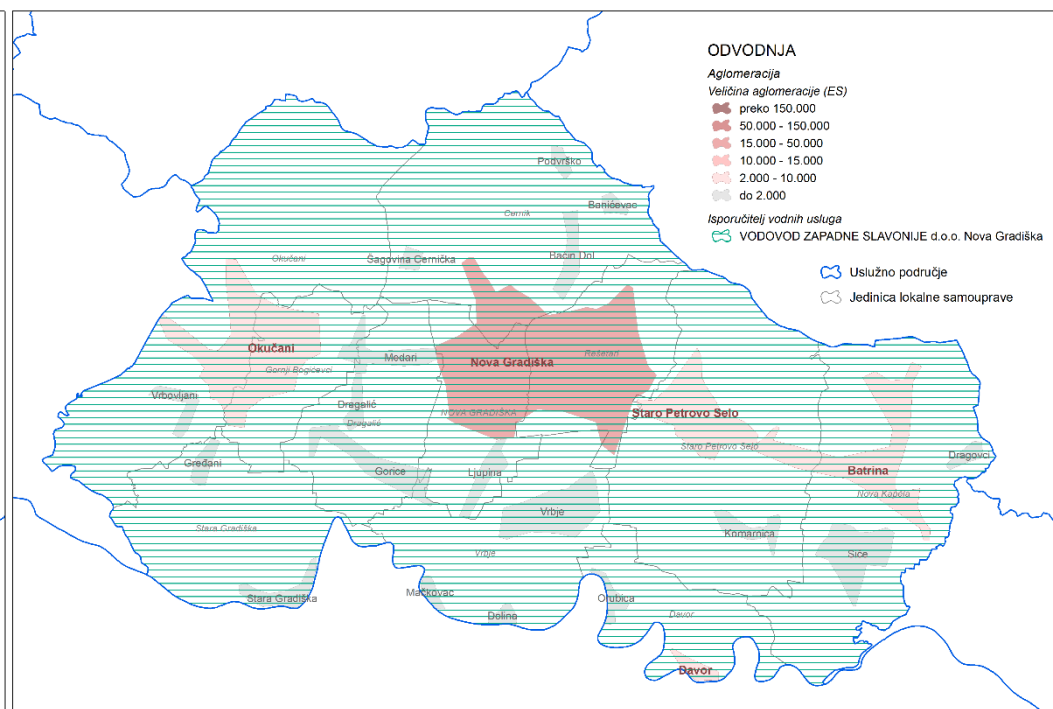 ODVODNJA
Aglomeracija
Veličina aglomeracije (ES)
preko 150.000
50.000 - 150.000
15.000 - 50.000
10.000 - 15.000
2.000 - 10.000
do 2.000
Isporučitelj vodnih usluga
VODOVOD ZAPADNE SLAVONIJE d.o.o. Nova Gradiška
Uslužno područje
Jedinica lokalne samouprave
Podvrško
Banićevac
Cernik
Bačin Dol
Okučani
Šagovina Cernička
Okučani
Medari
Nova Gradiška
Rešetari
Gornji Bogićevci
Vrbovljani
Dragalić
Dragalić
NOVA GRADIŠKA
Staro Petrovo Selo
Staro Petrovo Selo
Dragovci
Gređani
Gorice
Ljupina
Batrina
Nova Kapela
Vrbje
Stara Gradiška
Komarnica
Sice
Vrbje
Stara Gradiška
Mačkovac
Orubica
Dolina
Davor
Davor